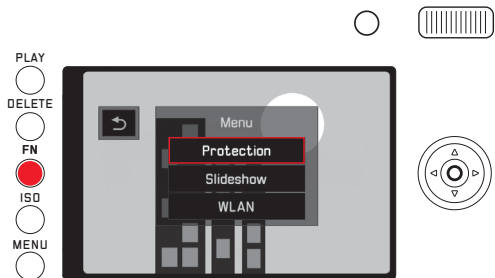 PLAY
DELETE
FN
ISO
MENU
Menu
Protection
Slideshow
WLAN